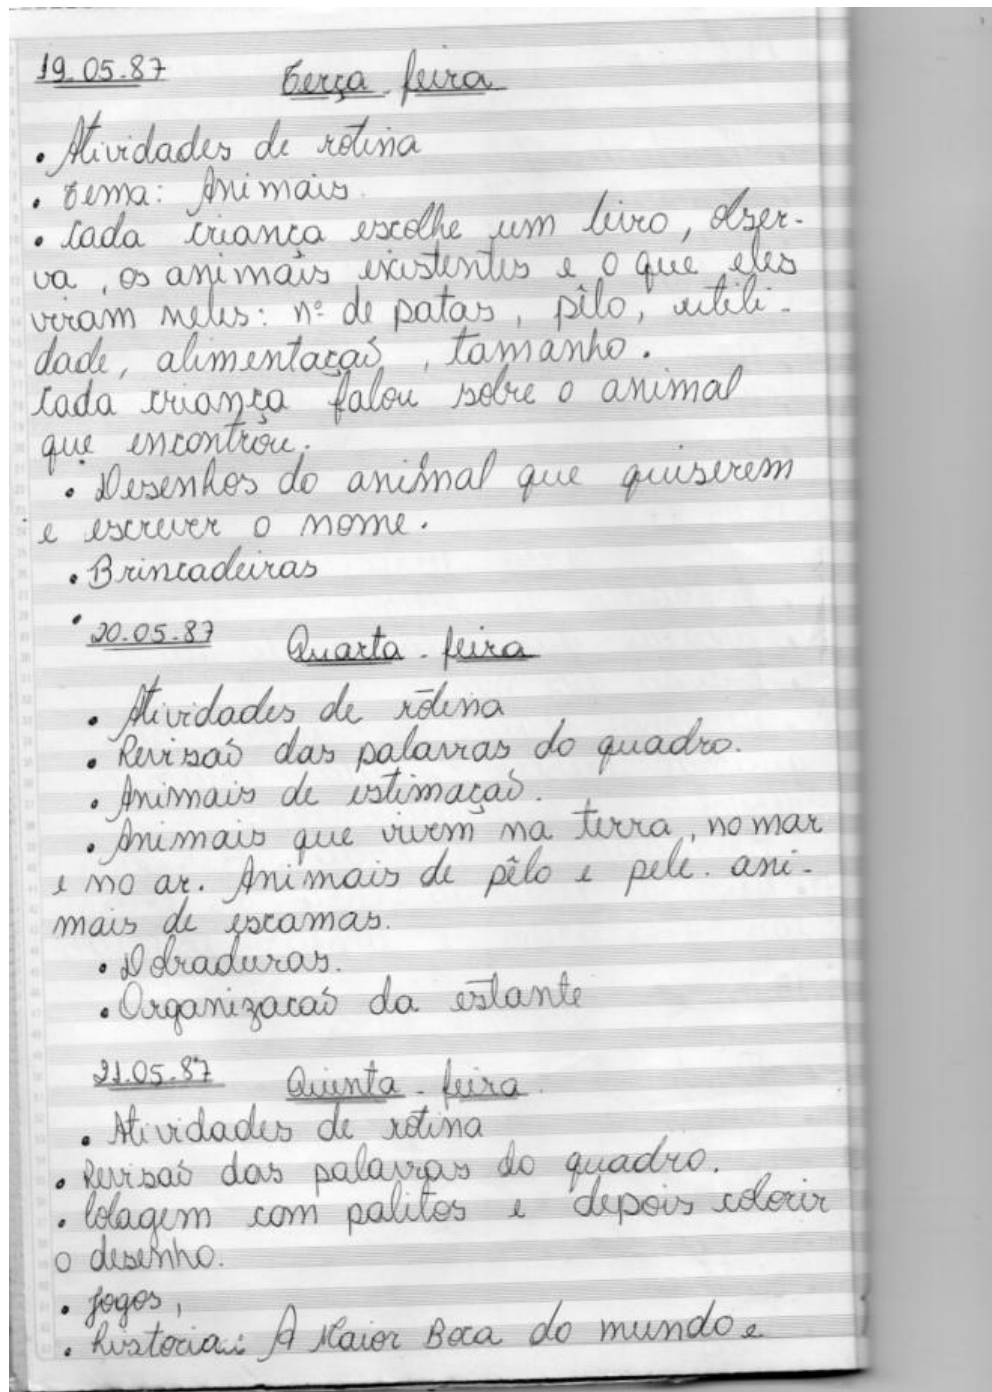 19.05.87 Terça-feira
• Atividades de rotina
• Tema: Animais.
• Cada criança escolhe um livro, obser-
va, os animais existentes e o que eles
viram neles: nº de patas, pêlo, utili-
dade, alimentação, tamanho.
Cada criança falou sobre o animal
que encontrou.
• Desenhos do animal que quiserem
e escrever o nome.
• Brincadeiras
•
20.05.87 Quarta-feira
• Atividades de rotina
• Revisão das palavras do quadro.
• Animais de estimação.
• Animais que vivem na terra, no mar
e no ar. Animais de pêlo e pele. ani-
mais de escamas.
• Dobraduras.
• Organizacaõ da estante
21.05.87 Quinta-feira
• Atividades de rotina
• Revisão das palavras do quadro.
• Colagem com palitos e depois colorir
o desenho.
• Jogos,
• história: A Maior Boca do mundo e